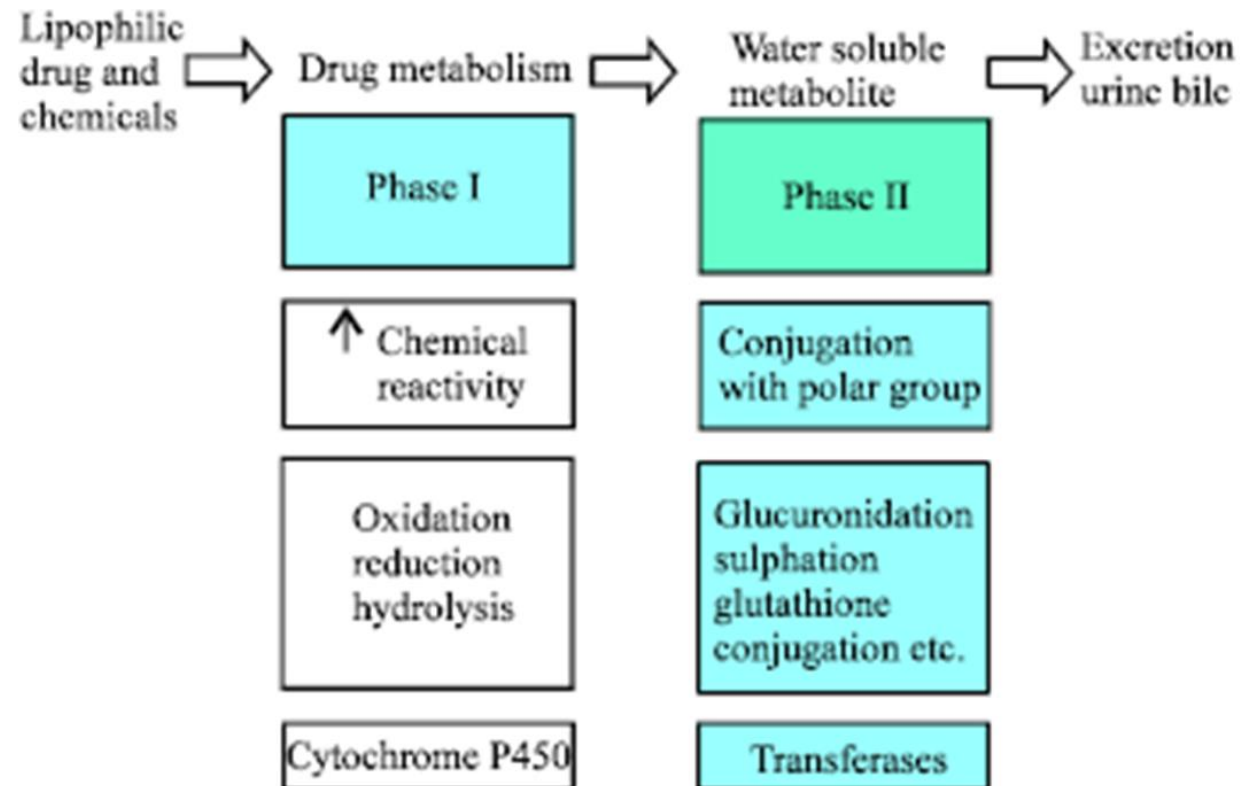 Lipophilic
drug and
chemicals
Drug metabolism
Water soluble
metabolite
Excretion
urine bile
Phase I
Phase II
↑ Chemical
reactivity
Conjugation
with polar group
Oxidation
reduction
hydrolysis
Glucuronidation
sulphation
glutathione
conjugation etc.
Cytochrome P450
Transferases